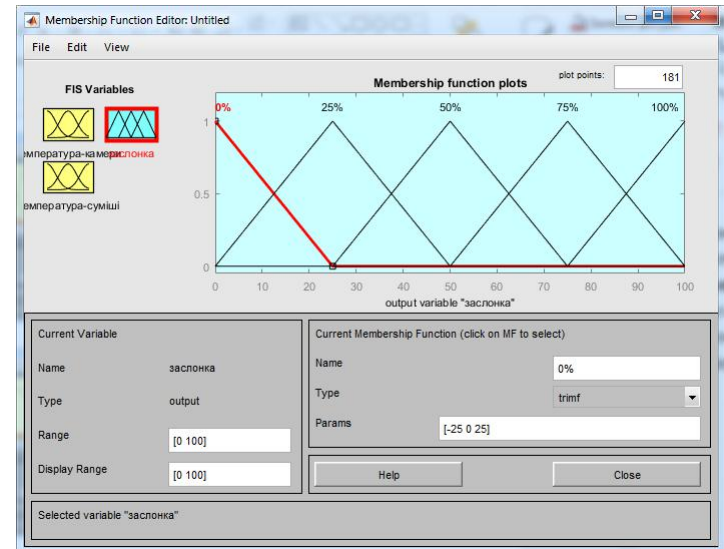 Membership Function Editor: Untitled
File Edit View
FIS Variables
Membership function plots
plot points:
181
0% 25% 50% 75% 100%
1
0.5
0
0 10 20 30 40 50 60 70 80 90 100
output variable "заслонка"
емпература-суміші
Current Variable
Name заслонка
Type output
Range [0 100]
Display Range [0 100]
Current Membership Function (click on MF to select)
Name 0%
Type trimf
Params [-25 0 25]
Help Close
Selected variable "заслонка"